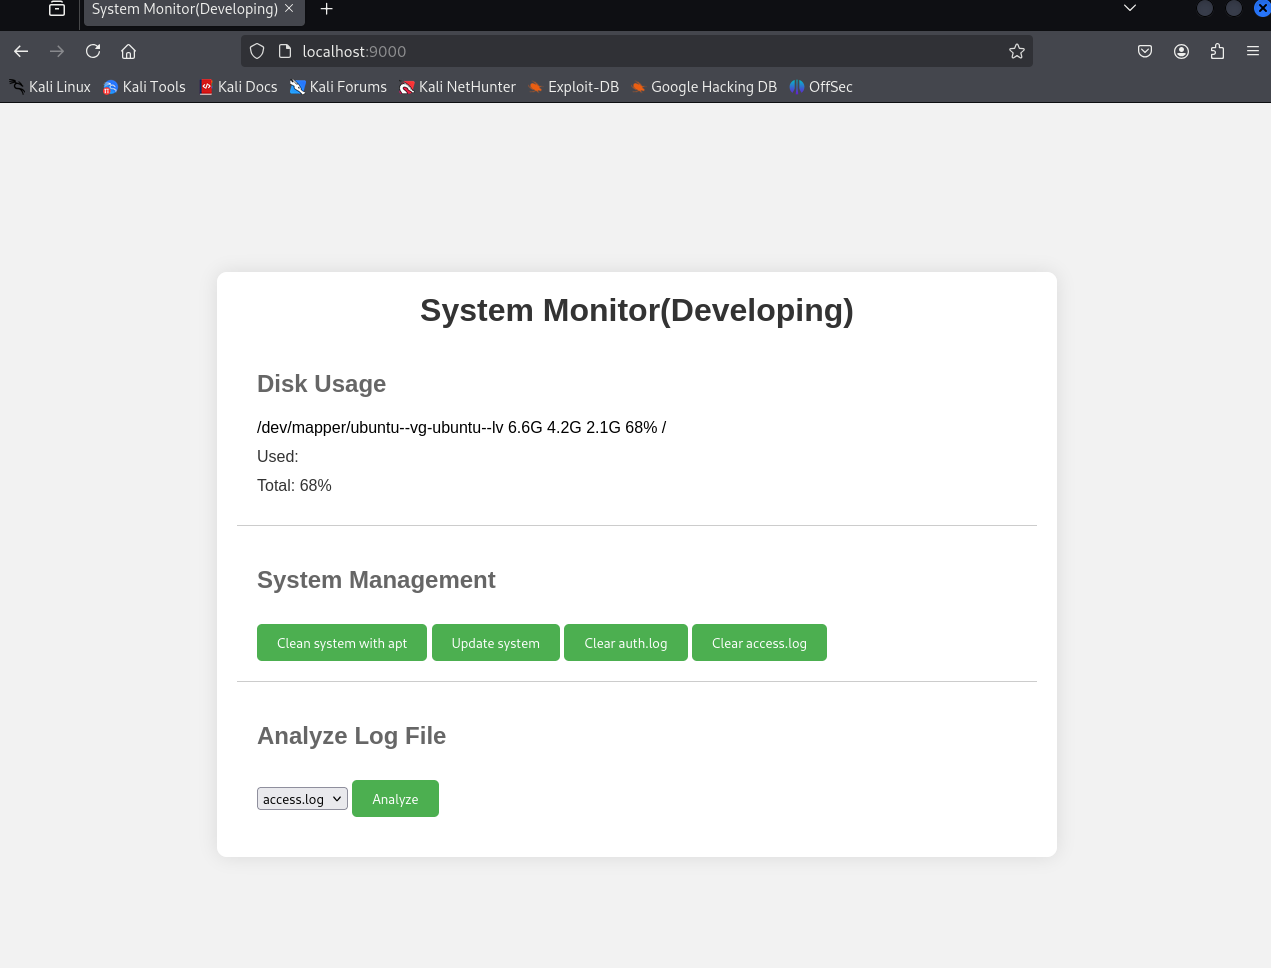 System Monitor(Developing)
localhost:9000
Kali Linux Kali Tools Kali Docs Kali Forums Kali NetHunter Exploit-DB Google Hacking DB OffSec
System Monitor(Developing)
Disk Usage
/dev/mapper/ubuntu--vg-ubuntu--lv 6.6G 4.2G 2.1G 68% /
Used:
Total: 68%
System Management
Clean system with apt Update system Clear auth.log Clear access.log
Analyze Log File
access.log Analyze